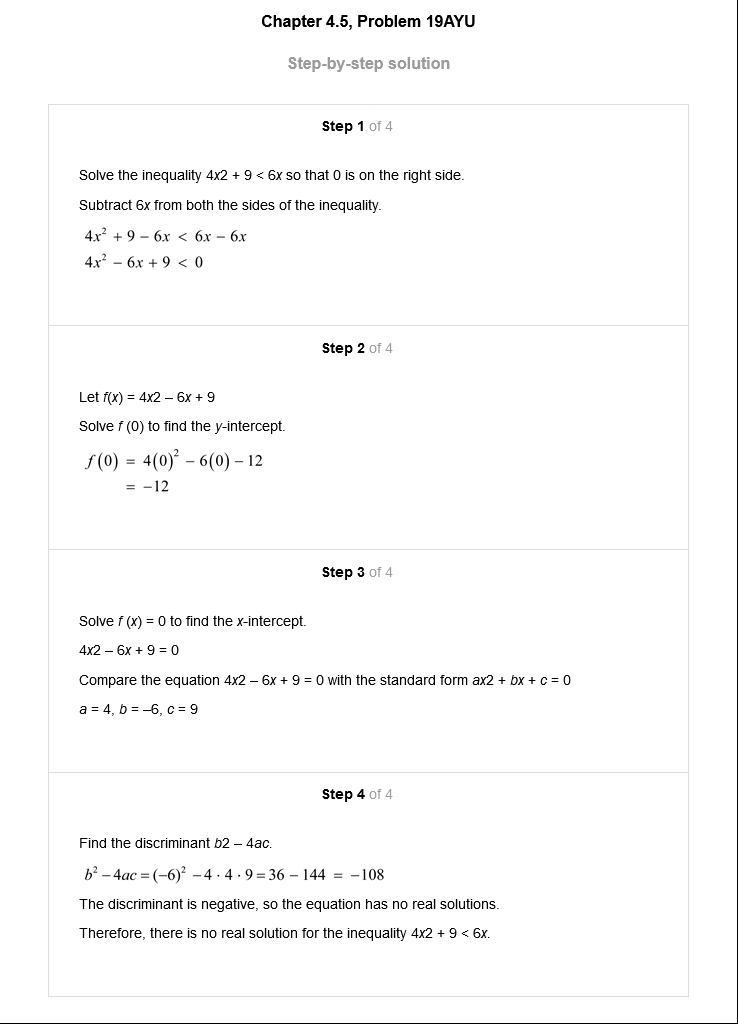 Chapter 4.5, Problem 19AYU
Step-by-step solution
Step 1 of 4
Solve the inequality 4x2 + 9 < 6x so that 0 is on the right side.
Subtract 6x from both the sides of the inequality.
4x² + 9 − 6x < 6x − 6x
4x² − 6x + 9 < 0
Step 2 of 4
Let f(x) = 4x2 – 6x + 9
Solve f (0) to find the y-intercept.
f(0) = 4(0)² − 6(0) − 12
= −12
Step 3 of 4
Solve f (x) = 0 to find the x-intercept.
4x2 – 6x + 9 = 0
Compare the equation 4x2 – 6x + 9 = 0 with the standard form ax2 + bx + c = 0
a = 4, b = –6, c = 9
Step 4 of 4
Find the discriminant b2 – 4ac.
b² − 4ac = (−6)² − 4 · 4 · 9 = 36 − 144 = −108
The discriminant is negative, so the equation has no real solutions.
Therefore, there is no real solution for the inequality 4x2 + 9 < 6x.